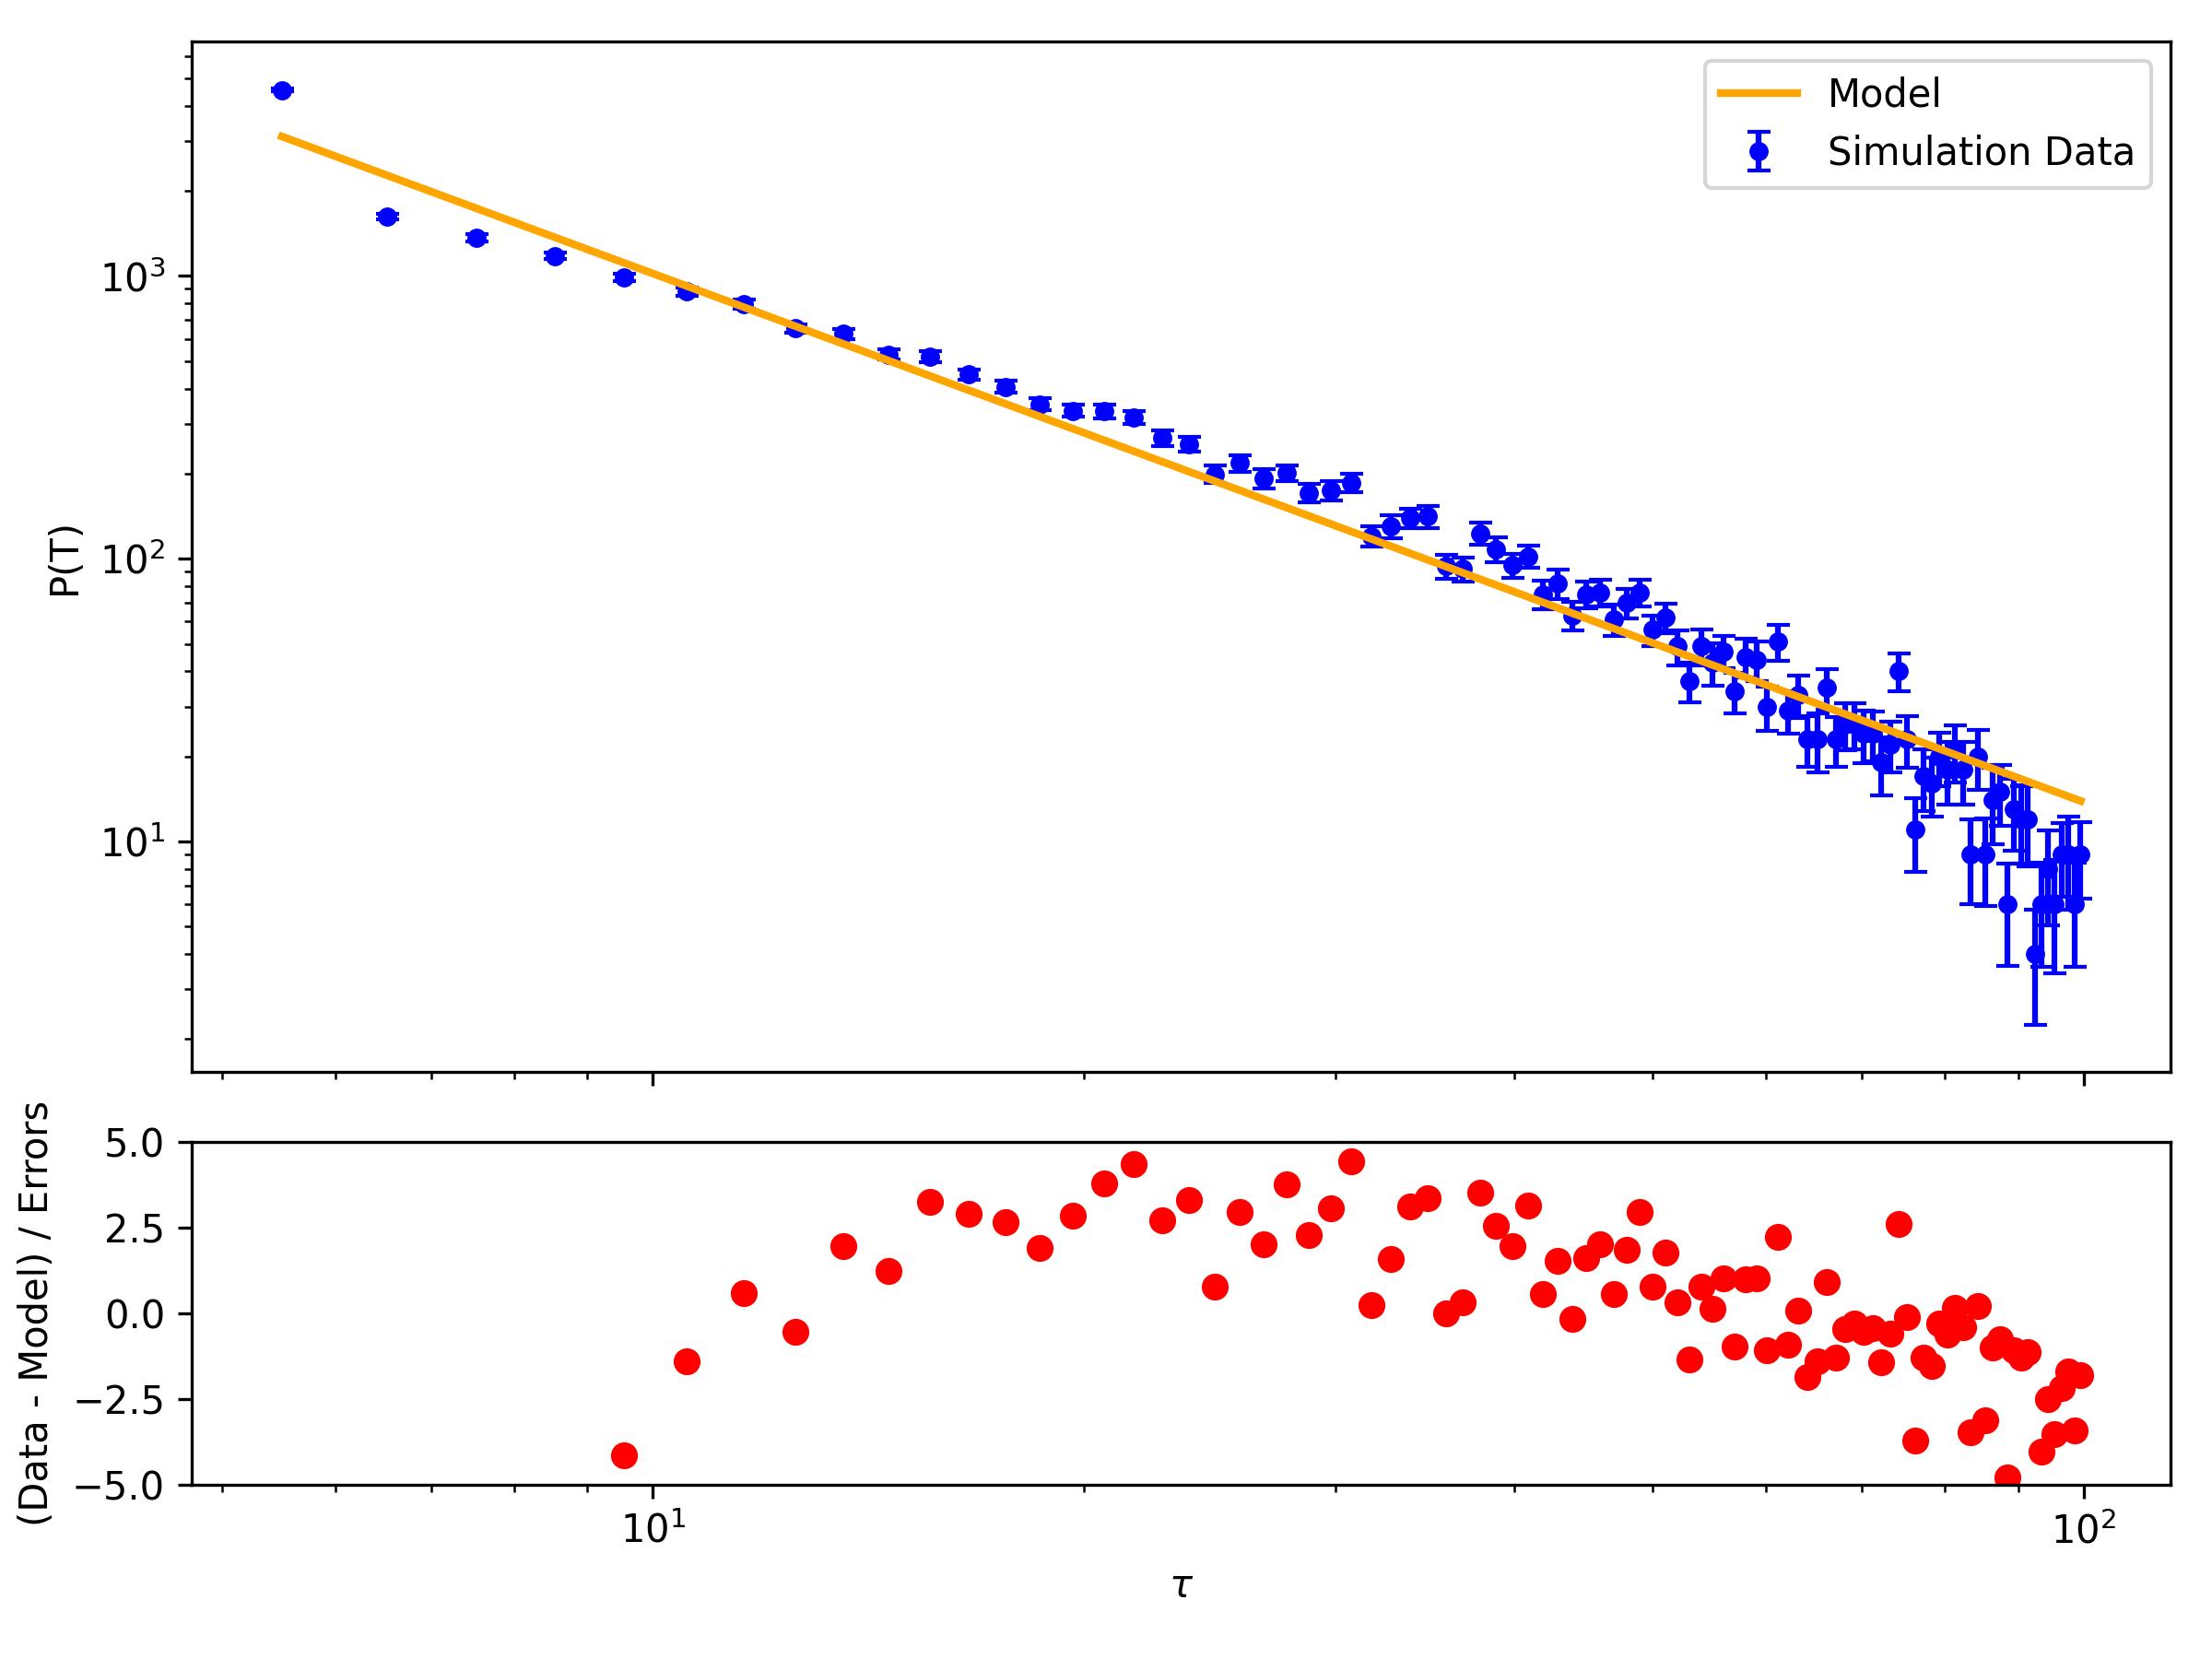 Model
Simulation Data
P(T)
10³
10²
10¹
(Data - Model) / Errors
5.0
2.5
0.0
−2.5
−5.0
10¹
10²
τ